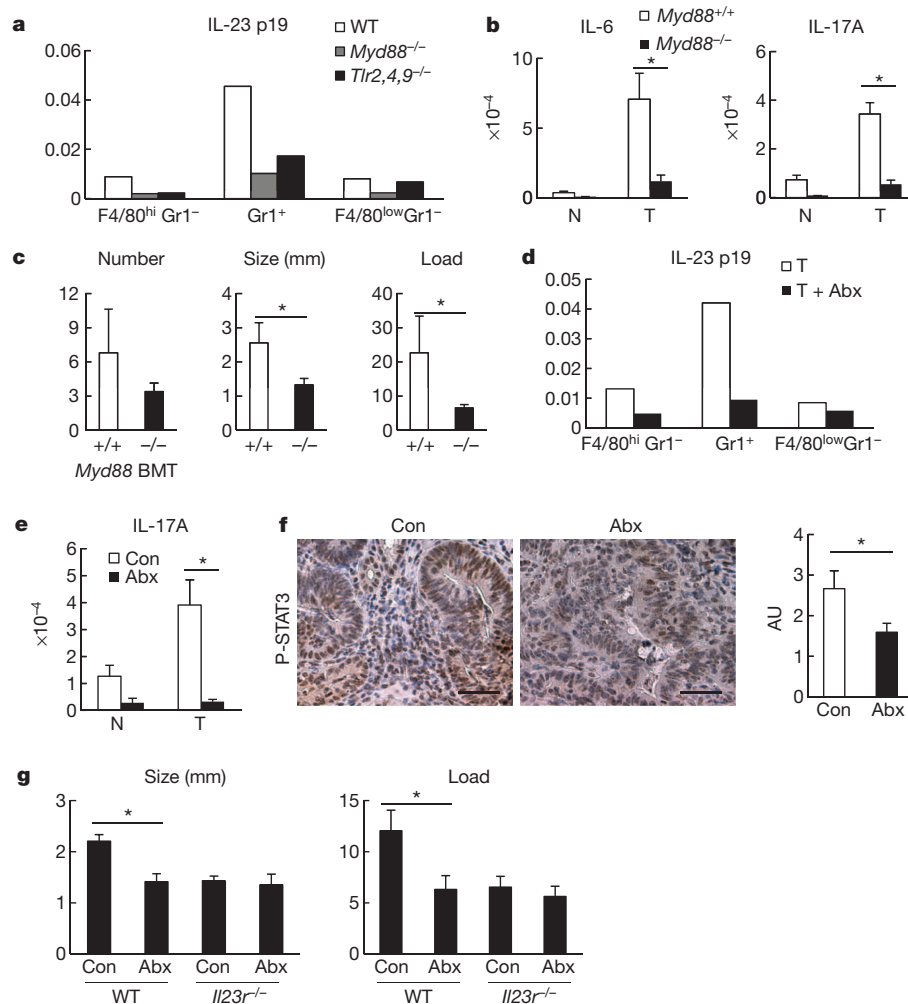 a
IL-23 p19
WT
Myd88⁻/⁻
Tlr2,4,9⁻/⁻
0.06
0.04
0.02
0
F4/80ʰⁱ Gr1⁻
Gr1⁺
F4/80ˡᵒʷGr1⁻
b
IL-6
Myd88⁺/⁺
Myd88⁻/⁻
IL-17A
×10⁻⁴
10
5
0
*
N
T
×10⁻⁴
6
4
2
0
*
N
T
c
Number
12
9
6
3
0
+/+
−/−
Myd88 BMT
Size (mm)
4
3
2
1
0
*
+/+
−/−
Load
40
30
20
10
0
*
+/+
−/−
d
IL-23 p19
T
T + Abx
0.05
0.04
0.03
0.02
0.01
0
F4/80ʰⁱ Gr1⁻
Gr1⁺
F4/80ˡᵒʷGr1⁻
e
IL-17A
Con
Abx
×10⁻⁴
6
5
4
3
2
1
0
*
N
T
f
Con
Abx
P-STAT3
AU
4
3
2
1
0
*
Con
Abx
g
Size (mm)
3
2
1
0
*
Con Abx Con Abx
WT
Il23r⁻/⁻
Load
15
10
5
0
*
Con Abx Con Abx
WT
Il23r⁻/⁻